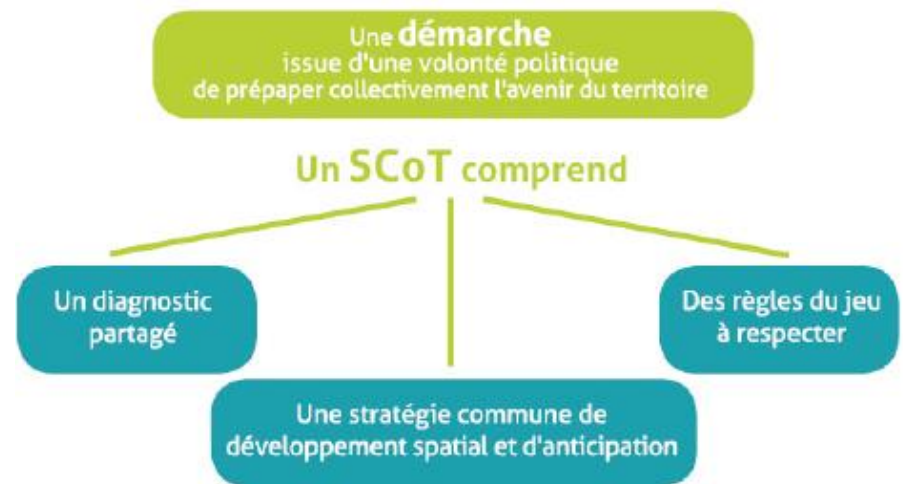 Une démarche
issue d'une volonté politique
de prépaper collectivement l'avenir du territoire
Un SCoT comprend
Un diagnostic
partagé
Des règles du jeu
à respecter
Une stratégie commune de
développement spatial et d'anticipation